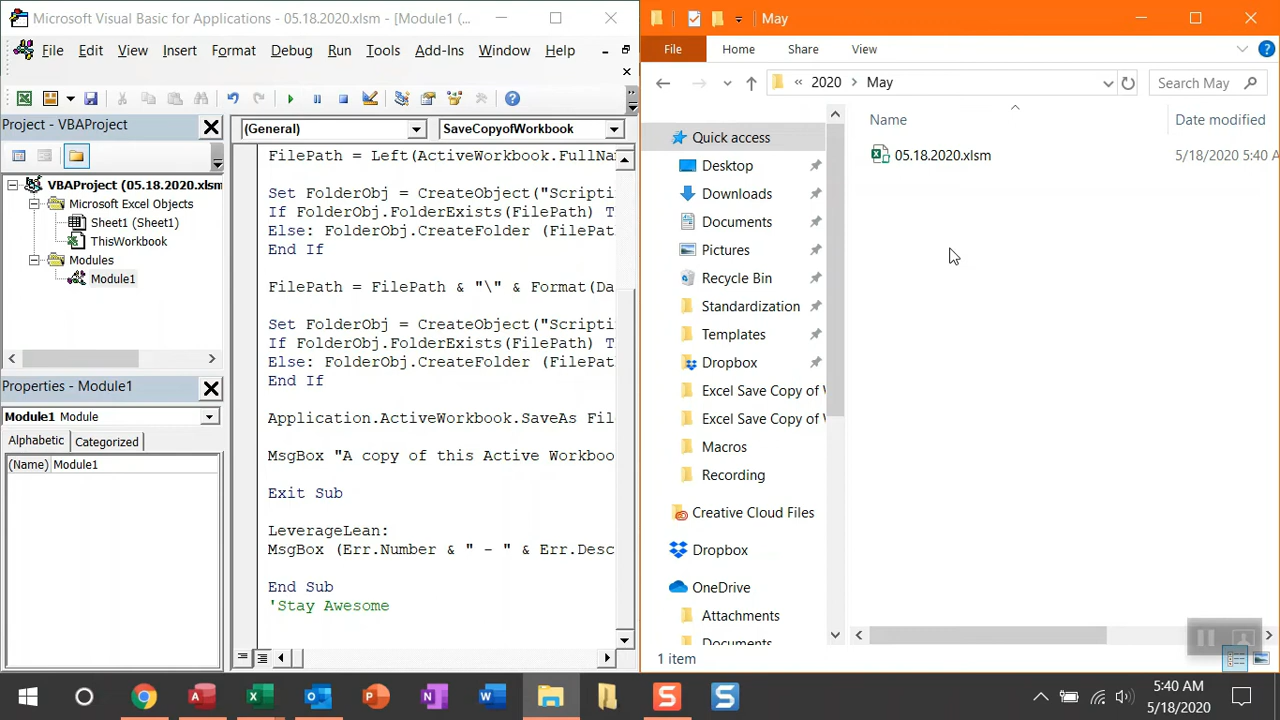 Microsoft Visual Basic for Applications - 05.18.2020.xlsm - [Module1 (...
File Edit View Insert Format Debug Run Tools Add-Ins Window Help
Project - VBAProject
VBAProject (05.18.2020.xlsm
Microsoft Excel Objects
Sheet1 (Sheet1)
ThisWorkbook
Modules
Module1
Properties - Module1
Module1 Module
Alphabetic Categorized
(Name) Module1
(General) SaveCopyofWorkbook
FilePath = Left(ActiveWorkbook.FullNa
Set FolderObj = CreateObject("Scripti
If FolderObj.FolderExists(FilePath) T
Else: FolderObj.CreateFolder (FilePat
End If
FilePath = FilePath & "\" & Format(Da
Set FolderObj = CreateObject("Scripti
If FolderObj.FolderExists(FilePath) T
Else: FolderObj.CreateFolder (FilePat
End If
Application.ActiveWorkbook.SaveAs Fil
MsgBox "A copy of this Active Workboo
Exit Sub
LeverageLean:
MsgBox (Err.Number & " - " & Err.Desc
End Sub
'Stay Awesome
May
File Home Share View
« 2020 > May
Search May
Name Date modified
05.18.2020.xlsm 5/18/2020 5:40 A
Quick access
Desktop
Downloads
Documents
Pictures
Recycle Bin
Standardization
Templates
Dropbox
Excel Save Copy of W
Excel Save Copy of W
Macros
Recording
Creative Cloud Files
Dropbox
OneDrive
Attachments
Documents
1 item
5:40 AM
5/18/2020